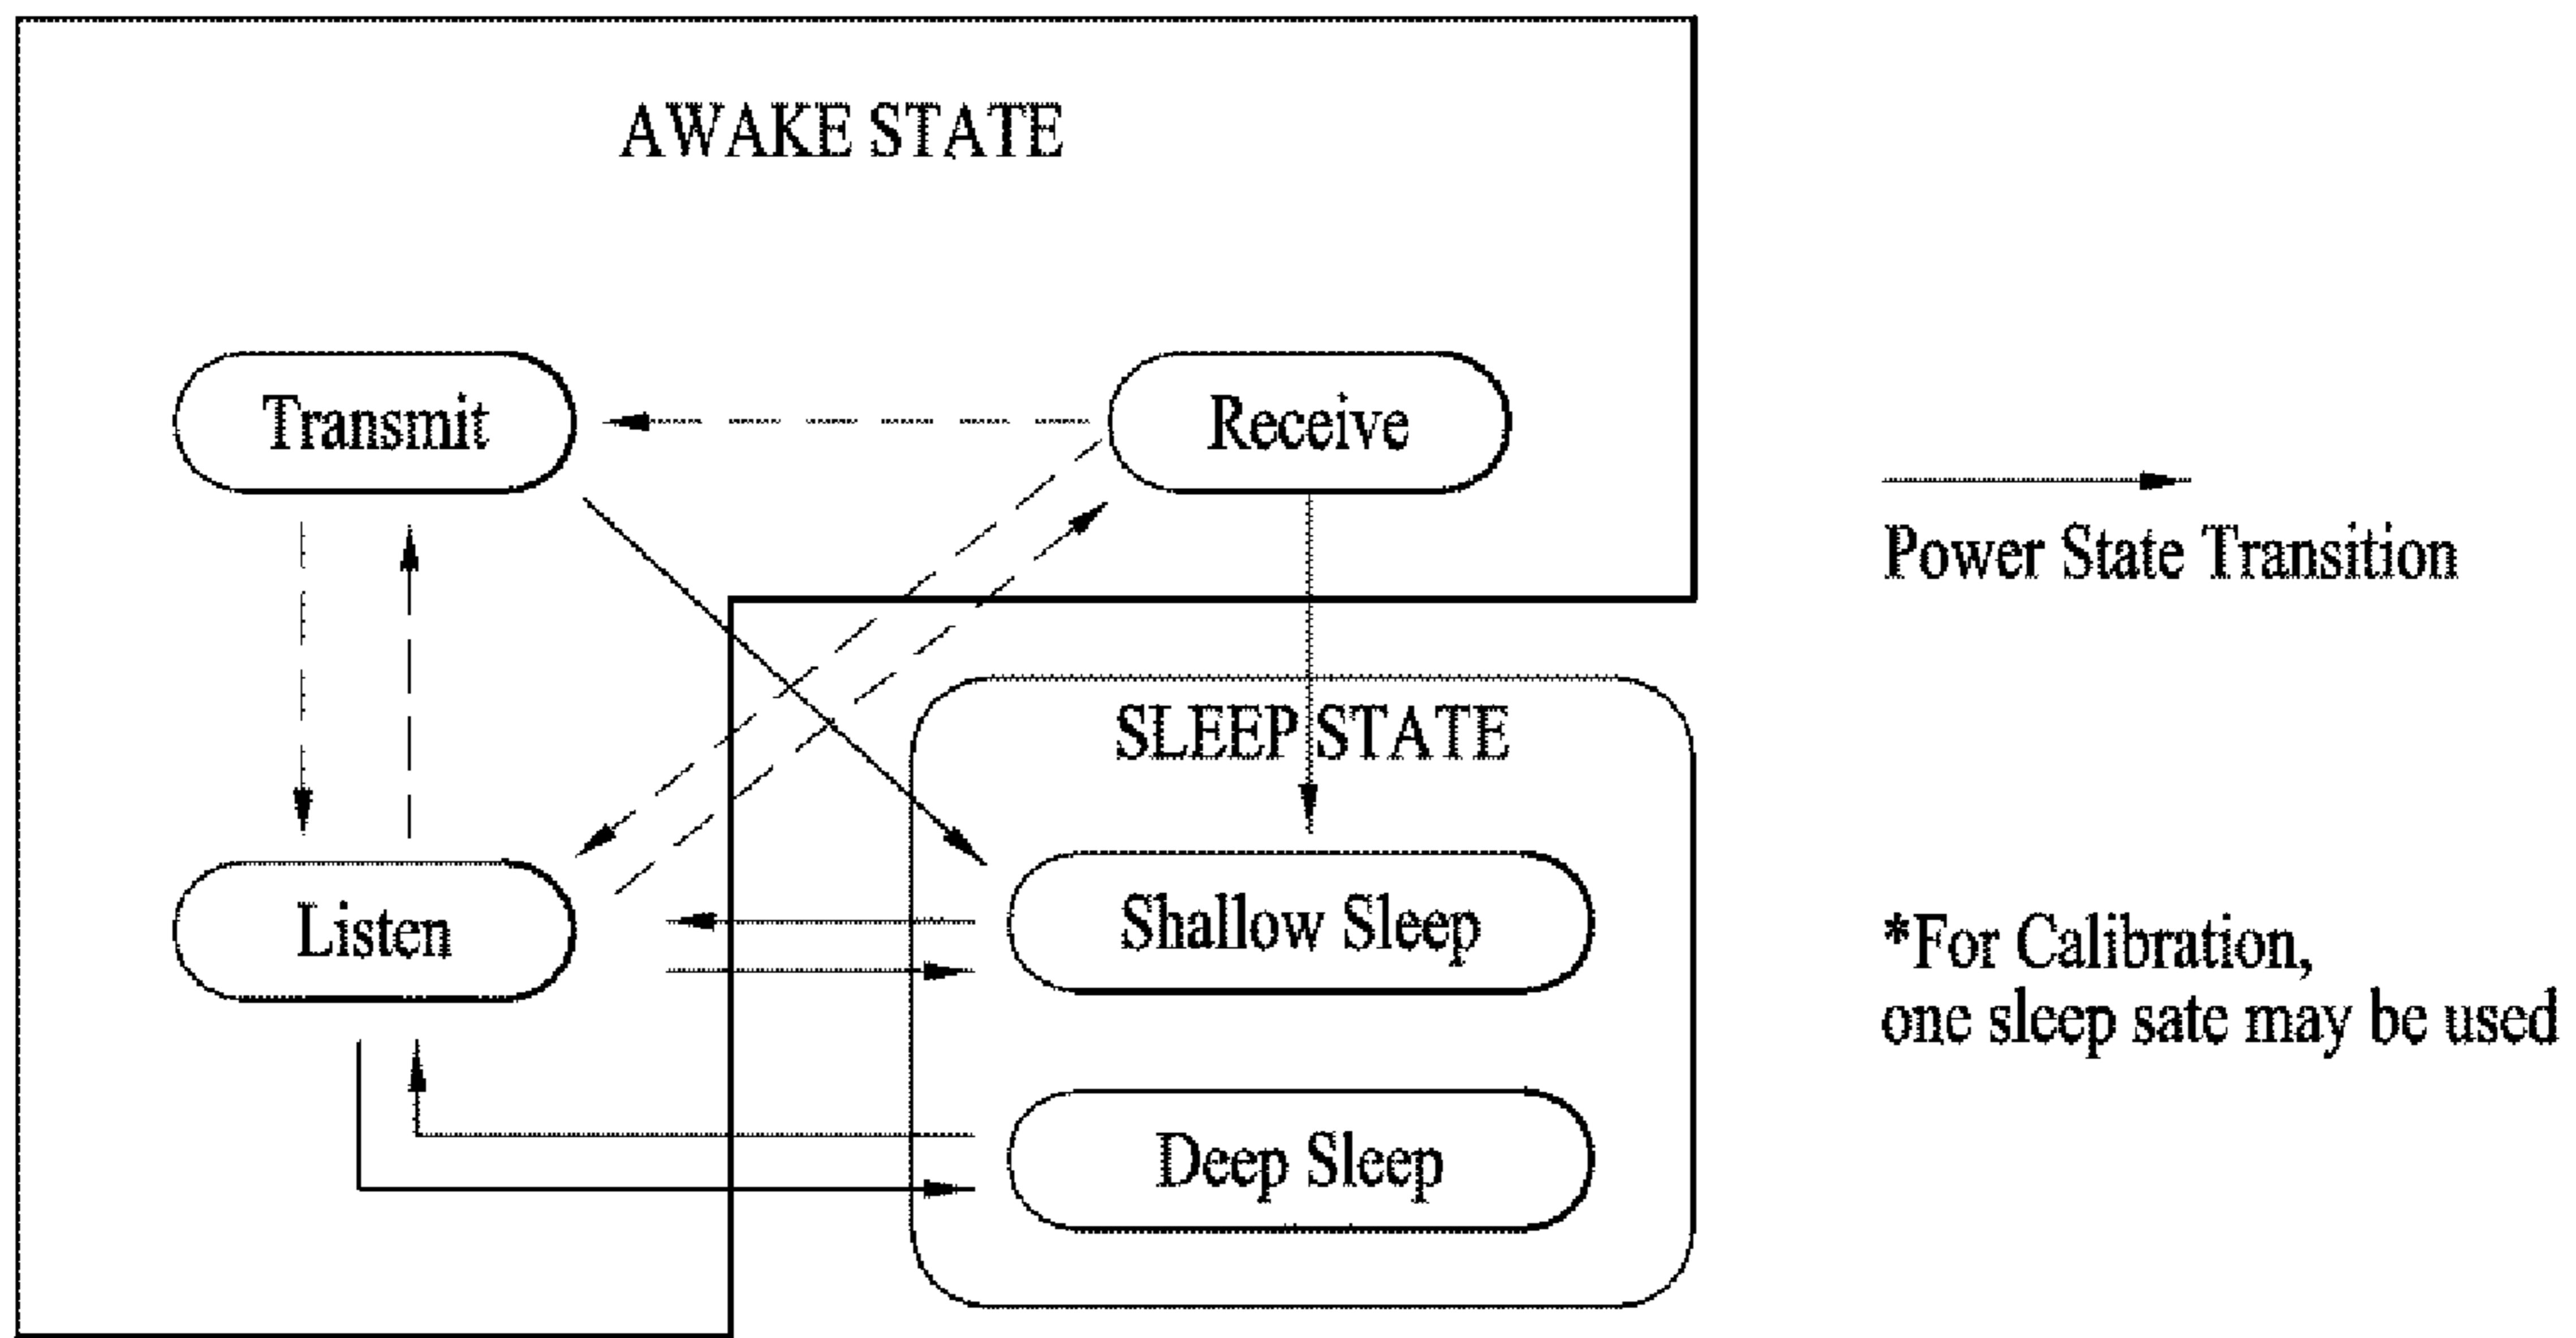 AWAKE STATE
Transmit
Receive
Power State Transition
SLEEP STATE
Listen
Shallow Sleep
*For Calibration,
one sleep sate may be used
Deep Sleep